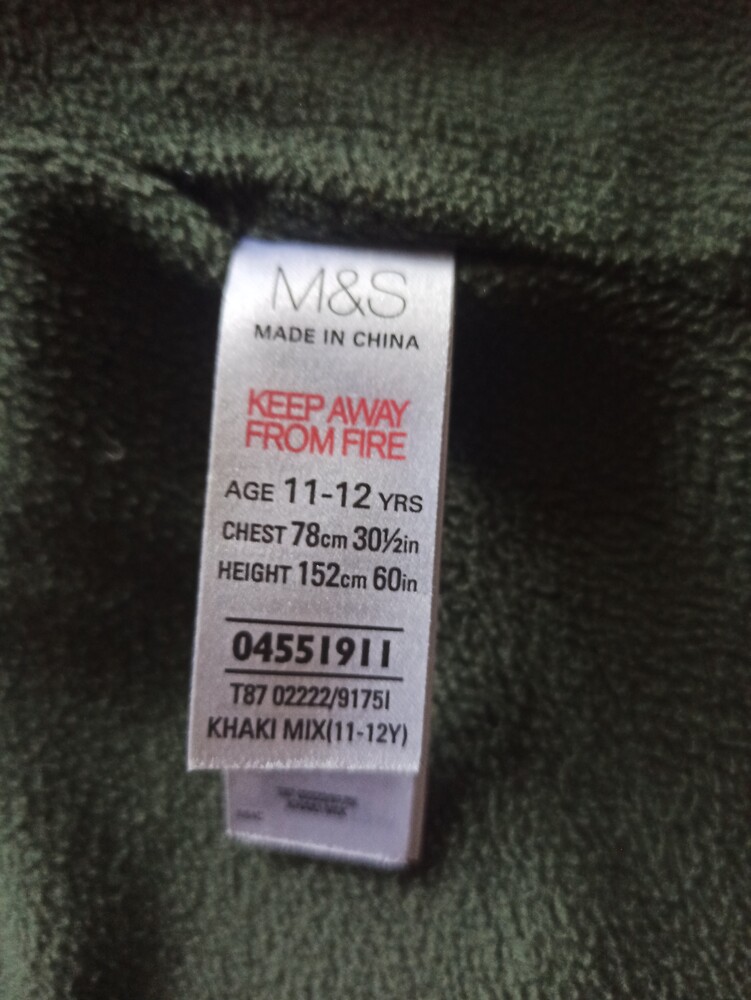 M&S
MADE IN CHINA
KEEP AWAY
FROM FIRE
AGE 11-12 YRS
CHEST 78cm 30½in
HEIGHT 152cm 60in
04551911
T87 02222/9175I
KHAKI MIX(11-12Y)